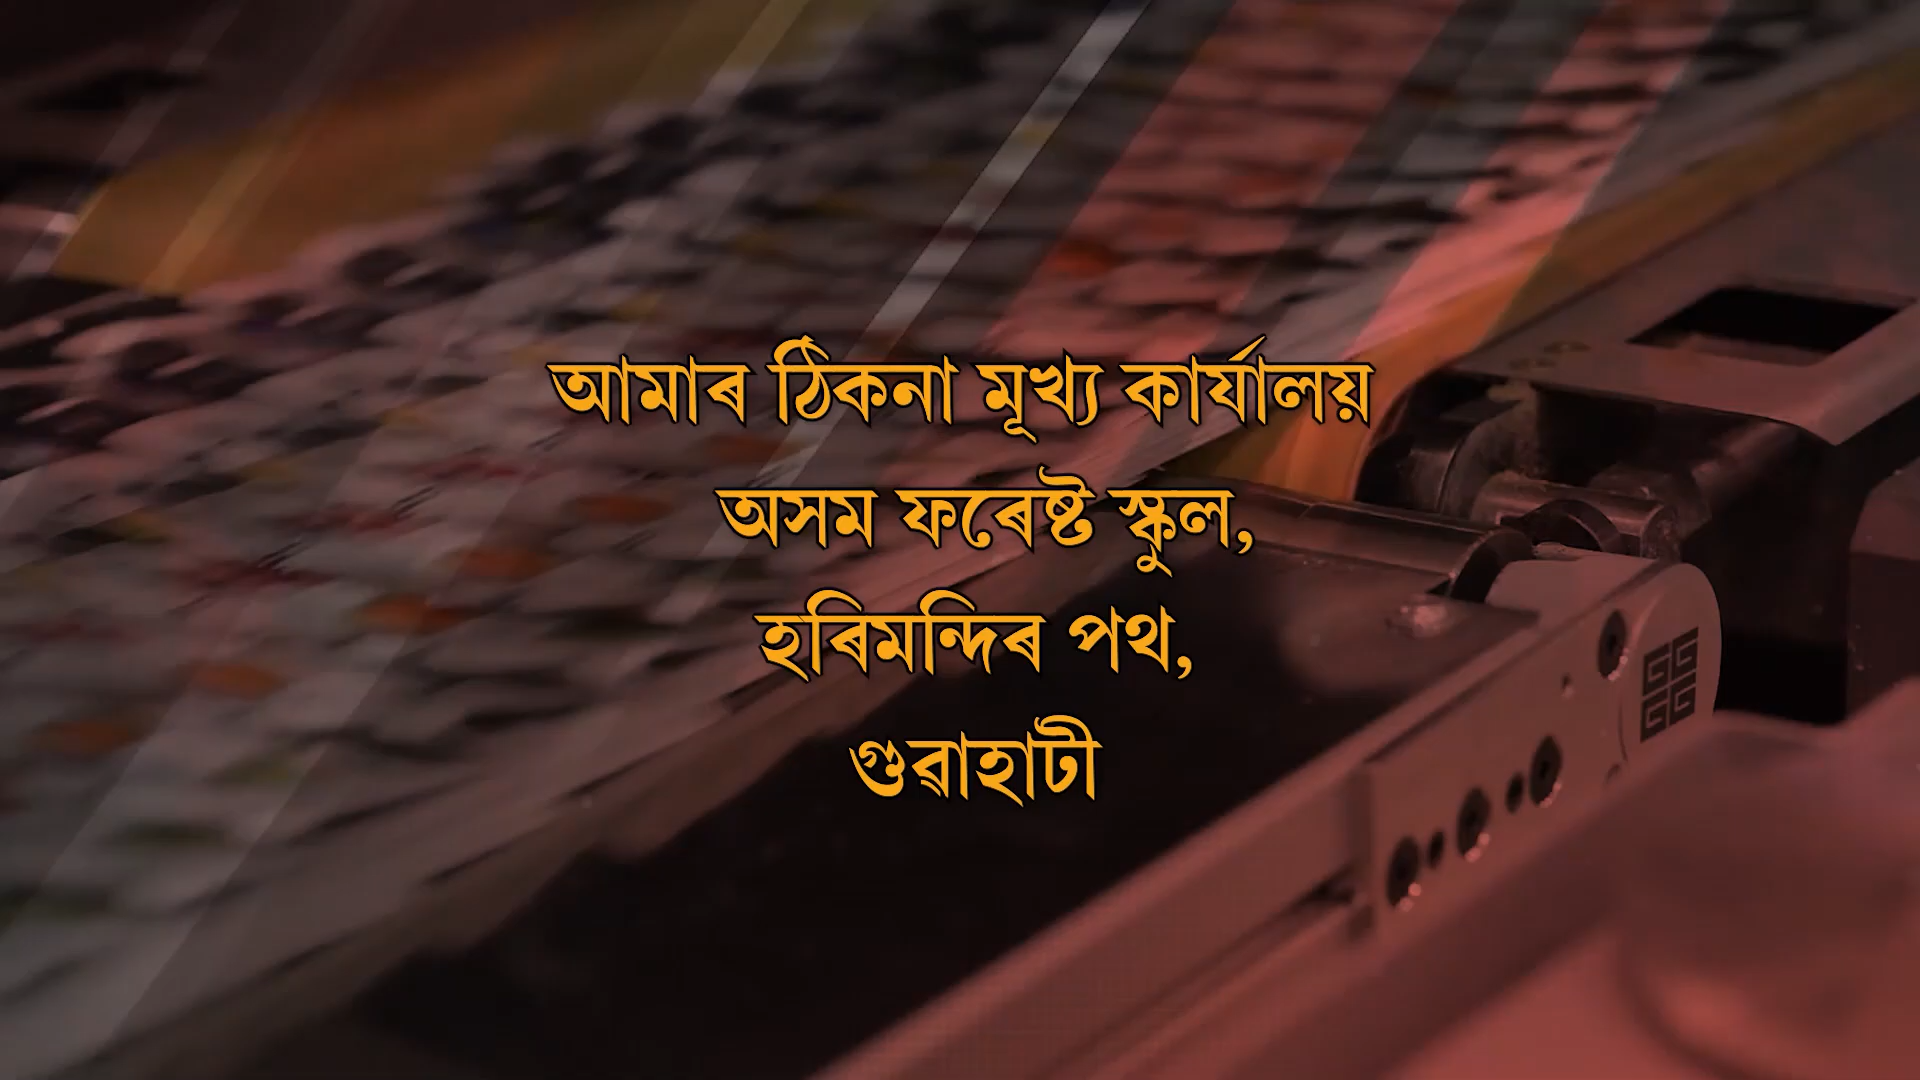 আমাৰ ঠিকনা মূখ্য কাৰ্যালয়
অসম ফৰেষ্ট স্কুল,
হৰিমন্দিৰ পথ,
গুৱাহাটী